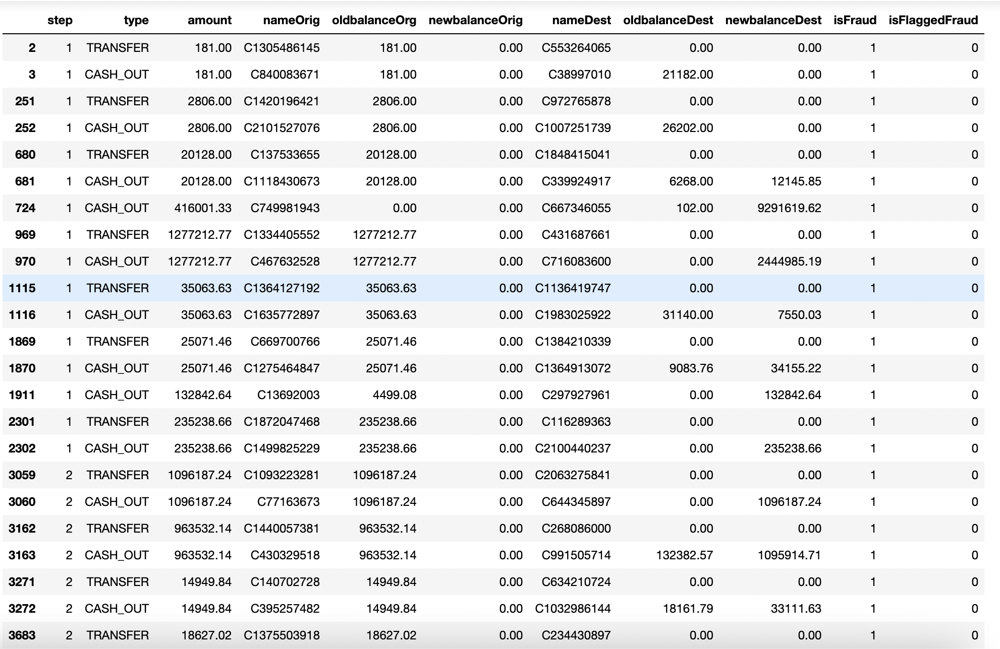 step type amount nameOrig oldbalanceOrg newbalanceOrig nameDest oldbalanceDest newbalanceDest isFraud isFlaggedFraud
2 1 TRANSFER 181.00 C1305486145 181.00 0.00 C553264065 0.00 0.00 1 0
3 1 CASH_OUT 181.00 C840083671 181.00 0.00 C38997010 21182.00 0.00 1 0
251 1 TRANSFER 2806.00 C1420196421 2806.00 0.00 C972765878 0.00 0.00 1 0
252 1 CASH_OUT 2806.00 C2101527076 2806.00 0.00 C1007251739 26202.00 0.00 1 0
680 1 TRANSFER 20128.00 C137533655 20128.00 0.00 C1848415041 0.00 0.00 1 0
681 1 CASH_OUT 20128.00 C1118430673 20128.00 0.00 C339924917 6268.00 12145.85 1 0
724 1 CASH_OUT 416001.33 C749981943 0.00 0.00 C667346055 102.00 9291619.62 1 0
969 1 TRANSFER 1277212.77 C1334405552 1277212.77 0.00 C431687661 0.00 0.00 1 0
970 1 CASH_OUT 1277212.77 C467632528 1277212.77 0.00 C716083600 0.00 2444985.19 1 0
1115 1 TRANSFER 35063.63 C1364127192 35063.63 0.00 C1136419747 0.00 0.00 1 0
1116 1 CASH_OUT 35063.63 C1635772897 35063.63 0.00 C1983025922 31140.00 7550.03 1 0
1869 1 TRANSFER 25071.46 C669700766 25071.46 0.00 C1384210339 0.00 0.00 1 0
1870 1 CASH_OUT 25071.46 C1275464847 25071.46 0.00 C1364913072 9083.76 34155.22 1 0
1911 1 CASH_OUT 132842.64 C13692003 4499.08 0.00 C297927961 0.00 132842.64 1 0
2301 1 TRANSFER 235238.66 C1872047468 235238.66 0.00 C116289363 0.00 0.00 1 0
2302 1 CASH_OUT 235238.66 C1499825229 235238.66 0.00 C2100440237 0.00 235238.66 1 0
3059 2 TRANSFER 1096187.24 C1093223281 1096187.24 0.00 C2063275841 0.00 0.00 1 0
3060 2 CASH_OUT 1096187.24 C77163673 1096187.24 0.00 C644345897 0.00 1096187.24 1 0
3162 2 TRANSFER 963532.14 C1440057381 963532.14 0.00 C268086000 0.00 0.00 1 0
3163 2 CASH_OUT 963532.14 C430329518 963532.14 0.00 C991505714 132382.57 1095914.71 1 0
3271 2 TRANSFER 14949.84 C140702728 14949.84 0.00 C634210724 0.00 0.00 1 0
3272 2 CASH_OUT 14949.84 C395257482 14949.84 0.00 C1032986144 18161.79 33111.63 1 0
3683 2 TRANSFER 18627.02 C1375503918 18627.02 0.00 C234430897 0.00 0.00 1 0